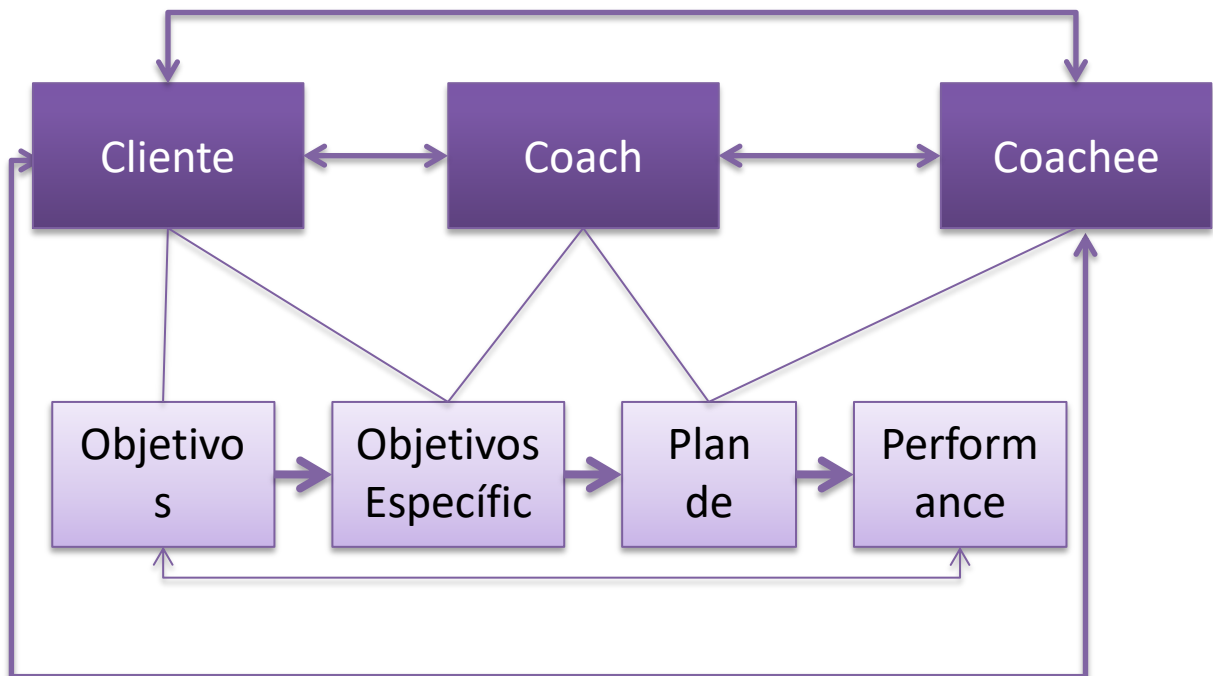 Cliente
Coach
Coachee
Objetivo
s
Objetivos
Específic
Plan
de
Perform
ance